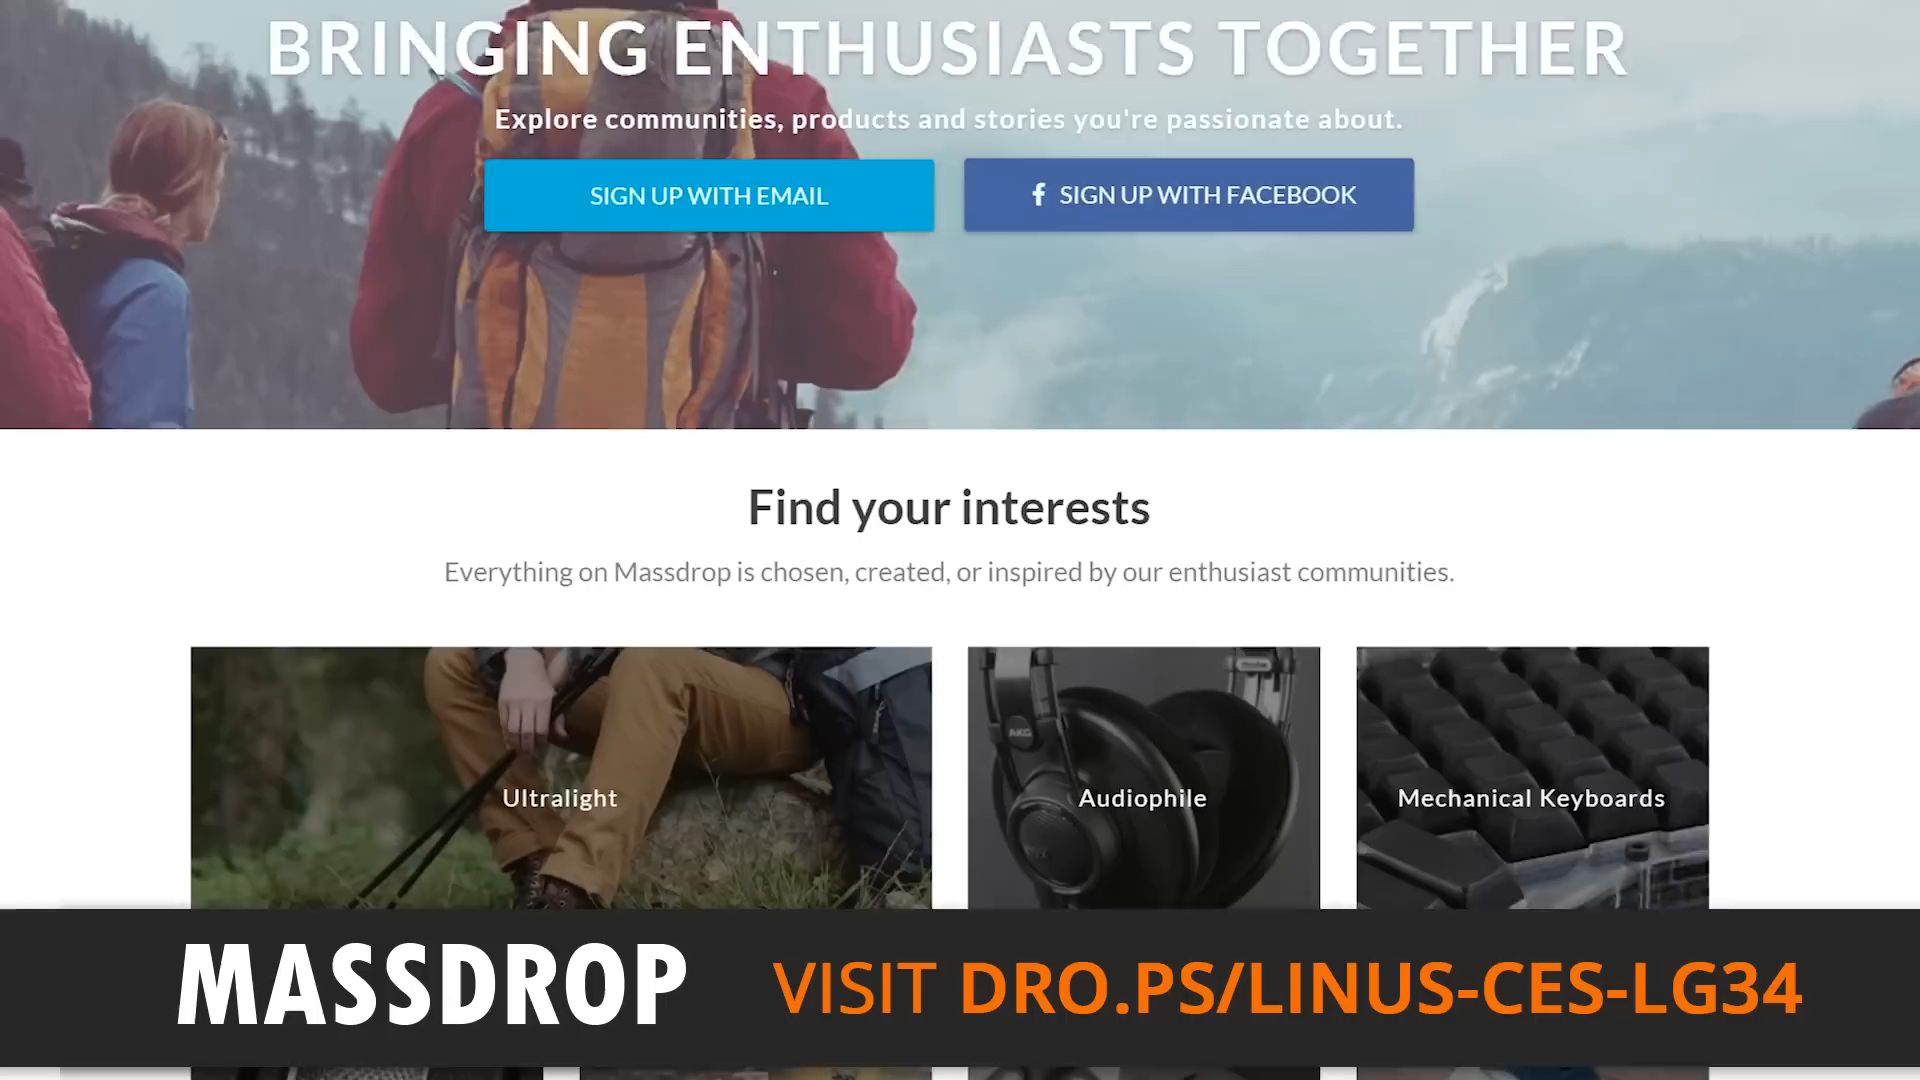 BRINGING ENTHUSIASTS TOGETHER
Explore communities, products and stories you're passionate about.
SIGN UP WITH EMAIL
f SIGN UP WITH FACEBOOK
Find your interests
Everything on Massdrop is chosen, created, or inspired by our enthusiast communities.
AKG
Ultralight
Audiophile
Mechanical Keyboards
MASSDROP
VISIT DRO.PS/LINUS-CES-LG34